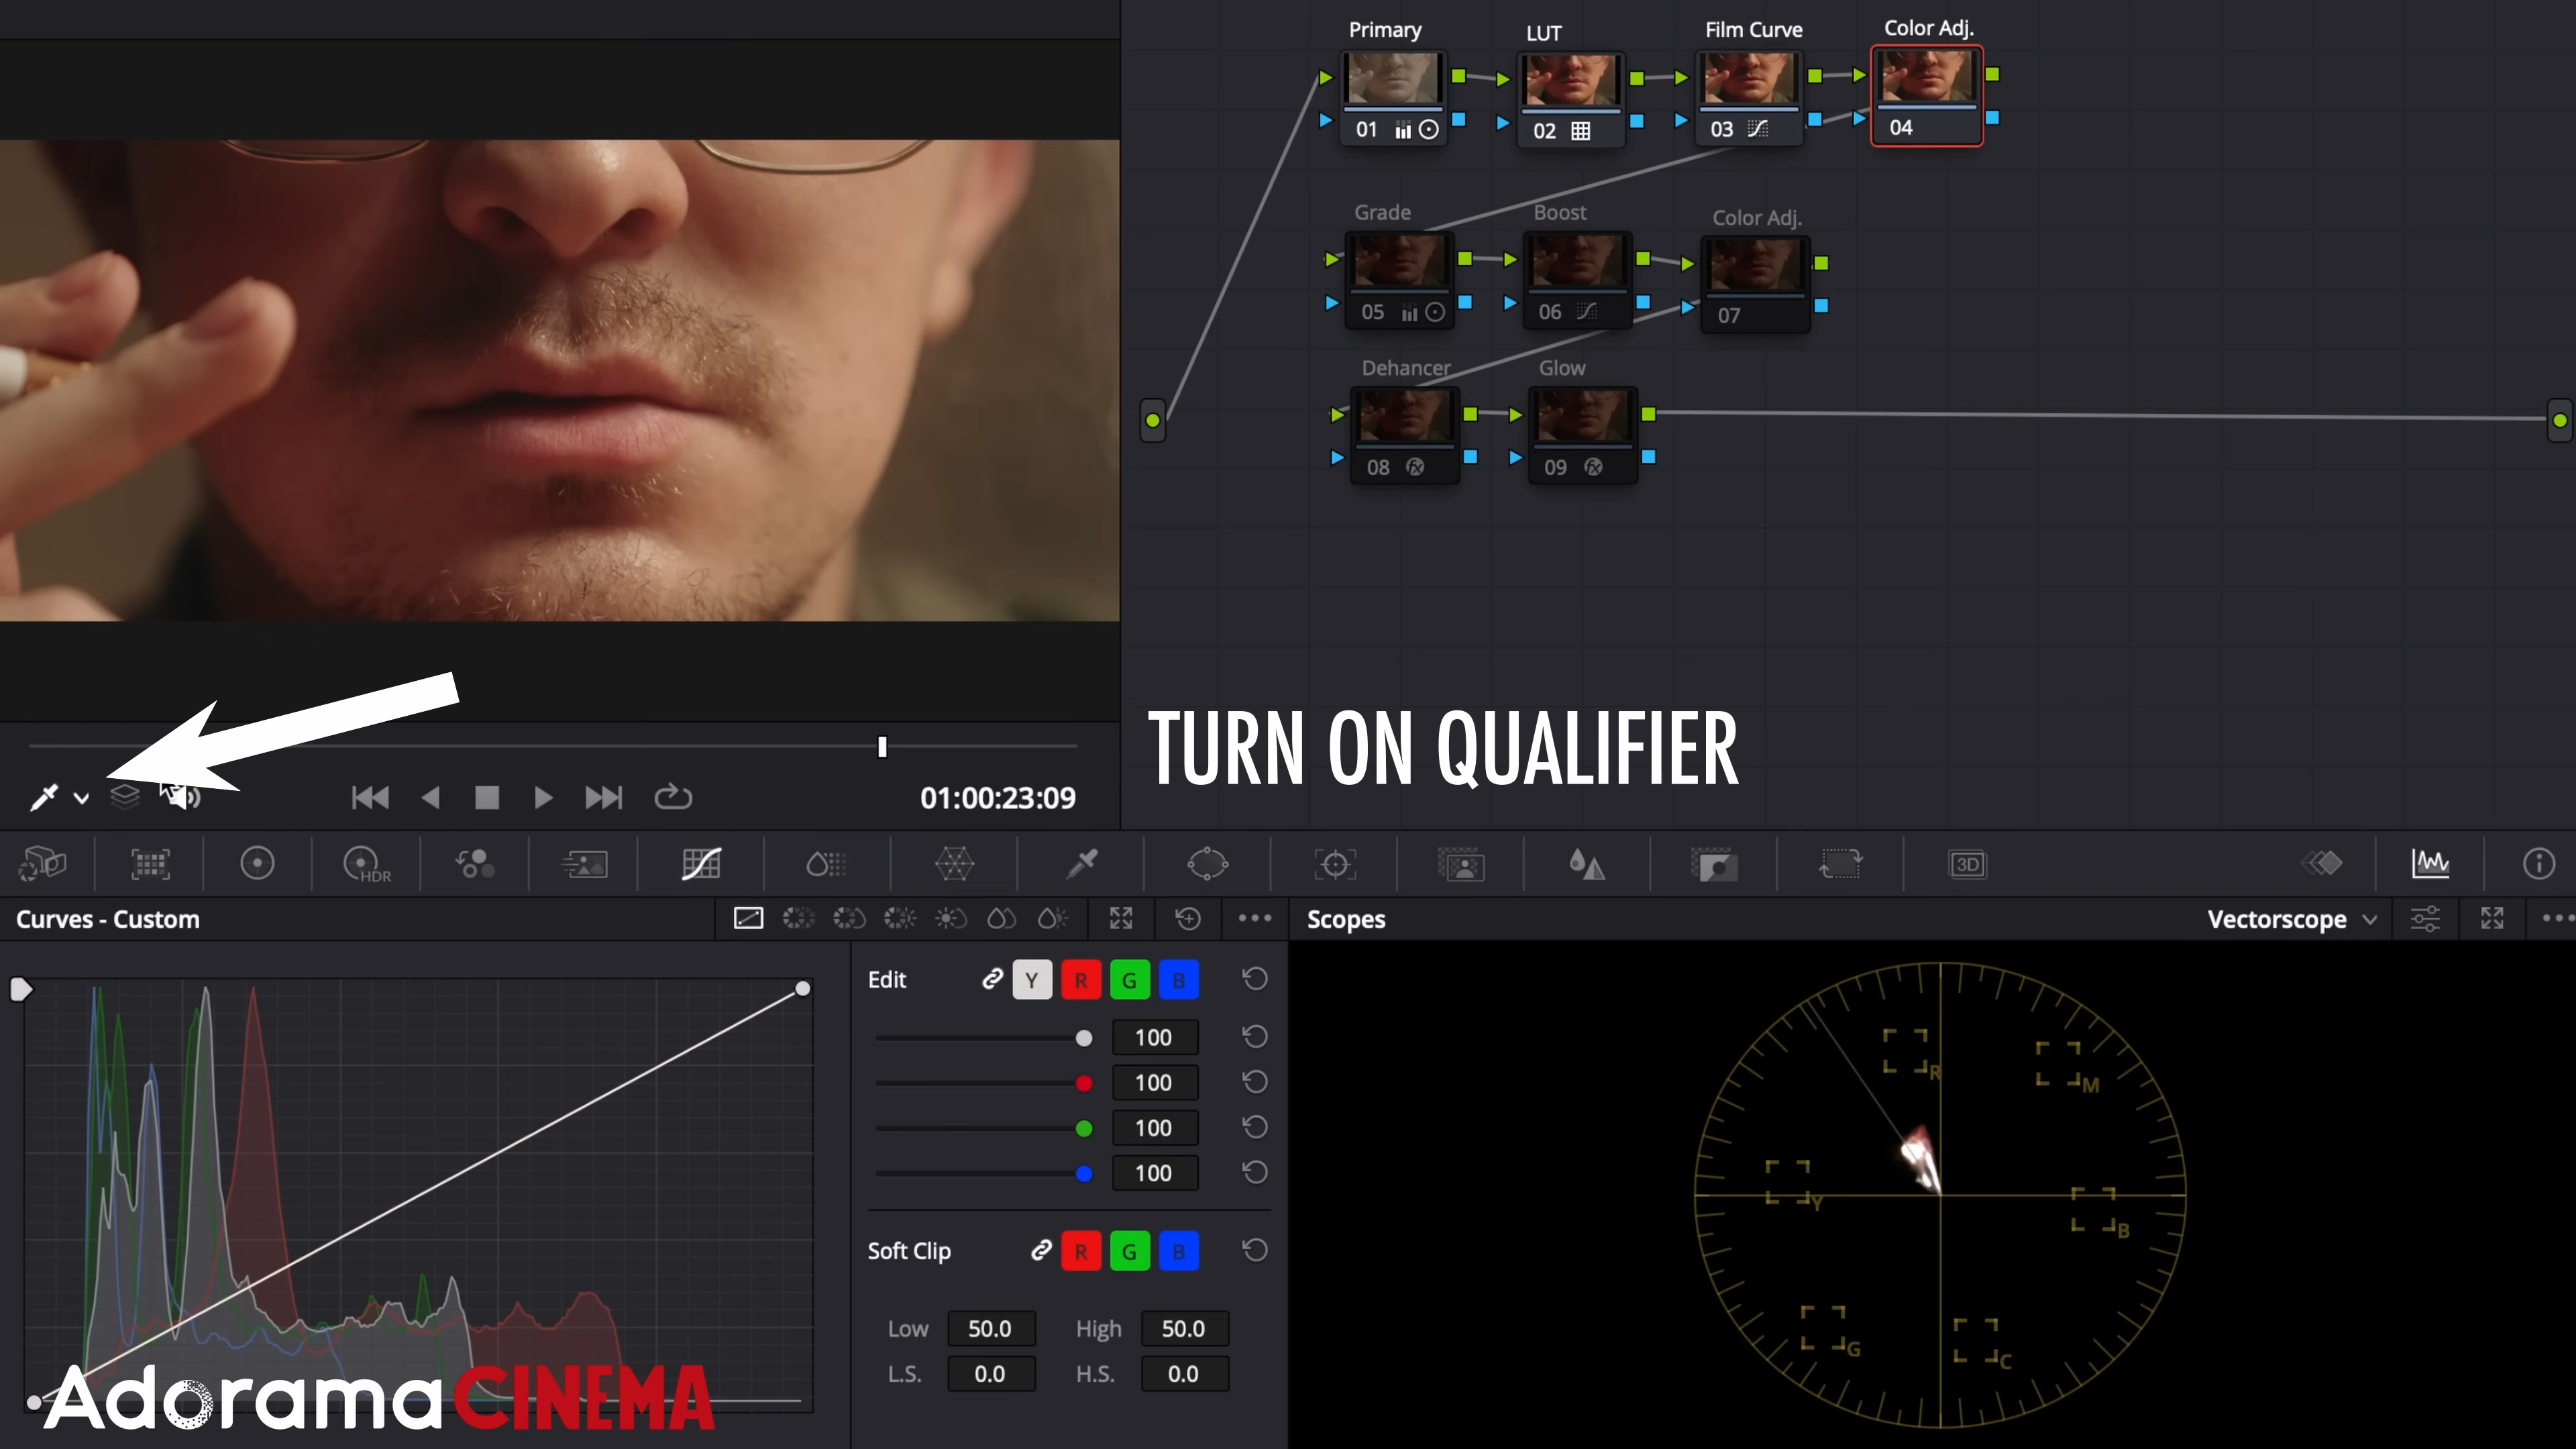 Primary
LUT
Film Curve
Color Adj.
01
02
03
04
Grade
Boost
Color Adj.
05
06
07
Dehancer
Glow
08
fx
09
fx
TURN ON QUALIFIER
01:00:23:09
HDR
3D
Curves - Custom
Scopes
Vectorscope
Edit
Y
R
G
B
100
100
100
100
Soft Clip
R
G
B
Low
50.0
High
50.0
L.S.
0.0
H.S.
0.0
R
M
Y
B
G
C
Adorama CINEMA